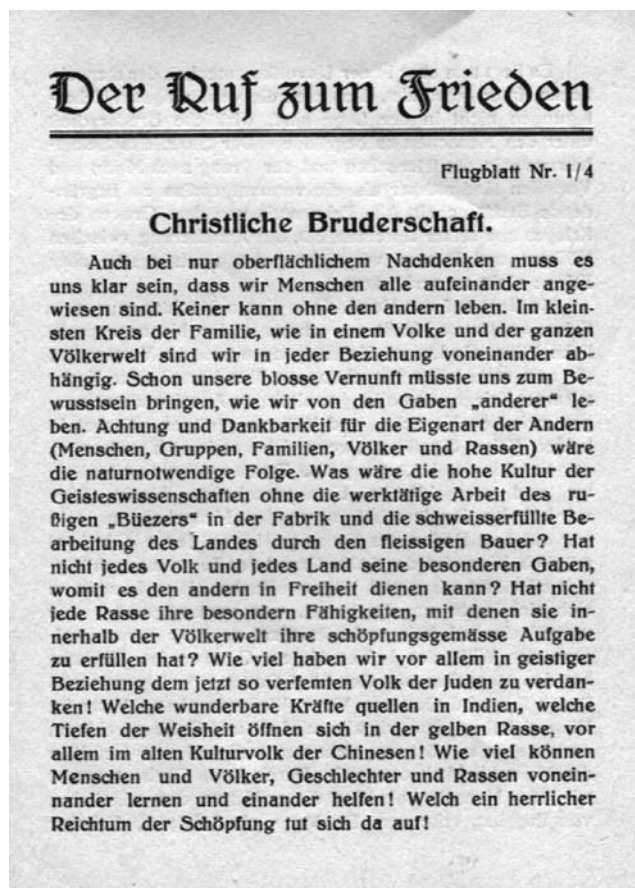 Der Ruf zum Frieden
Flugblatt Nr. 1/4
Christliche Bruderschaft.
Auch bei nur oberflächlichem Nachdenken muss es
uns klar sein, dass wir Menschen alle aufeinander ange-
wiesen sind. Keiner kann ohne den andern leben. Im klein-
sten Kreis der Familie, wie in einem Volke und der ganzen
Völkerwelt sind wir in jeder Beziehung voneinander ab-
hängig. Schon unsere blosse Vernunft müsste uns zum Be-
wusstsein bringen, wie wir von den Gaben „anderer“ le-
ben. Achtung und Dankbarkeit für die Eigenart der Andern
(Menschen, Gruppen, Familien, Völker und Rassen) wäre
die naturnotwendige Folge. Was wäre die hohe Kultur der
Geisteswissenschaften ohne die werktätige Arbeit des ru-
ßigen „Büezers“ in der Fabrik und die schweisserfüllte Be-
arbeitung des Landes durch den fleissigen Bauer? Hat
nicht jedes Volk und jedes Land seine besonderen Gaben,
womit es den andern in Freiheit dienen kann? Hat nicht
jede Rasse ihre besondern Fähigkeiten, mit denen sie in-
nerhalb der Völkerwelt ihre schöpfungsgemässe Aufgabe
zu erfüllen hat? Wie viel haben wir vor allem in geistiger
Beziehung dem jetzt so verfemten Volk der Juden zu verdan-
ken! Welche wunderbare Kräfte quellen in Indien, welche
Tiefen der Weisheit öffnen sich in der gelben Rasse, vor
allem im alten Kulturvolk der Chinesen! Wie viel können
Menschen und Völker, Geschlechter und Rassen vonein-
nander lernen und einander helfen! Welch ein herrlicher
Reichtum der Schöpfung tut sich da auf!